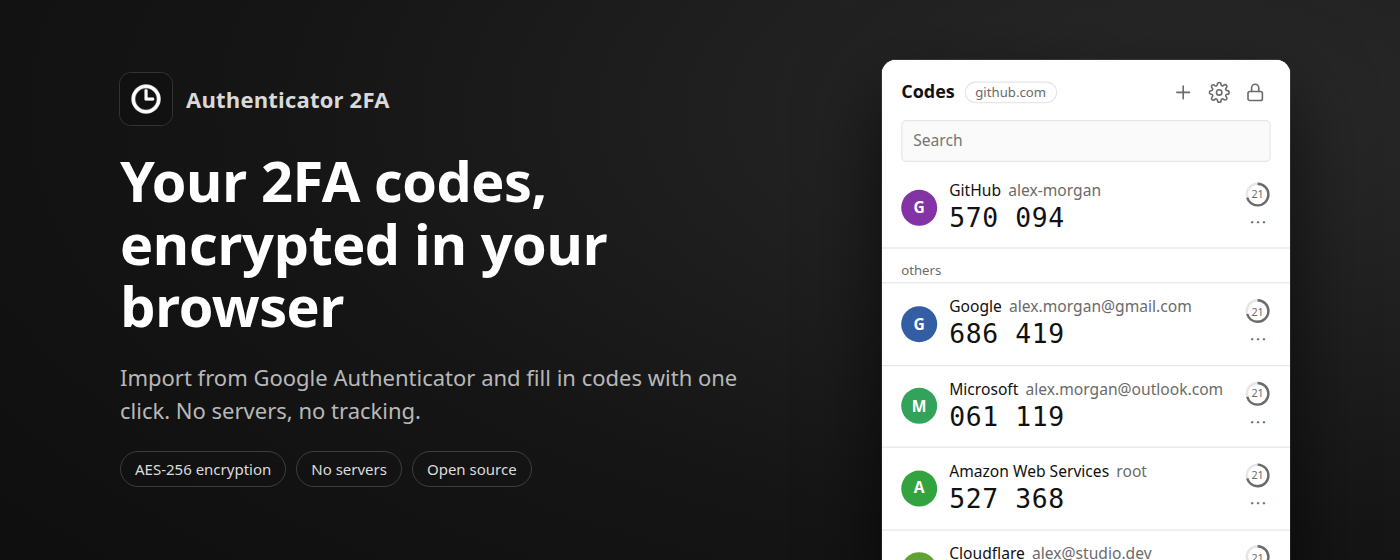 Authenticator 2FA
Your 2FA codes,
encrypted in your
browser
Import from Google Authenticator and fill in codes with one
click. No servers, no tracking.
AES-256 encryption
No servers
Open source
Codes github.com
Search
G
GitHub alex-morgan
570 094
21
others
G
Google alex.morgan@gmail.com
686 419
21
M
Microsoft alex.morgan@outlook.com
061 119
21
A
Amazon Web Services root
527 368
21
Cloudflare alex@studio.dev
21